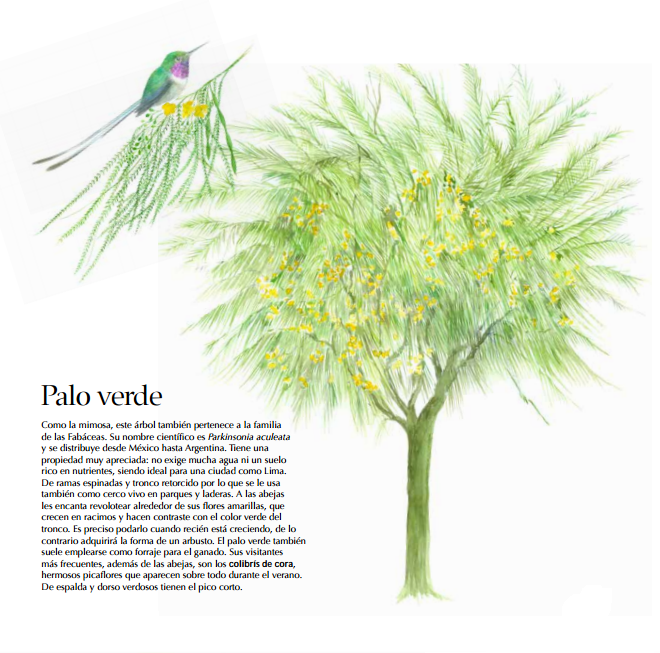 Palo verde
Como la mimosa, este árbol también pertenece a la familia
de las Fabáceas. Su nombre científico es Parkinsonia aculeata
y se distribuye desde México hasta Argentina. Tiene una
propiedad muy apreciada: no exige mucha agua ni un suelo
rico en nutrientes, siendo ideal para una ciudad como Lima.
De ramas espinadas y tronco retorcido por lo que se le usa
también como cerco vivo en parques y laderas. A las abejas
les encanta revolotear alrededor de sus flores amarillas, que
crecen en racimos y hacen contraste con el color verde del
tronco. Es preciso podarlo cuando recién está creciendo, de lo
contrario adquirirá la forma de un arbusto. El palo verde también
suele emplearse como forraje para el ganado. Sus visitantes
más frecuentes, además de las abejas, son los colibrís de cora,
hermosos picaflores que aparecen sobre todo durante el verano.
De espalda y dorso verdosos tienen el pico corto.